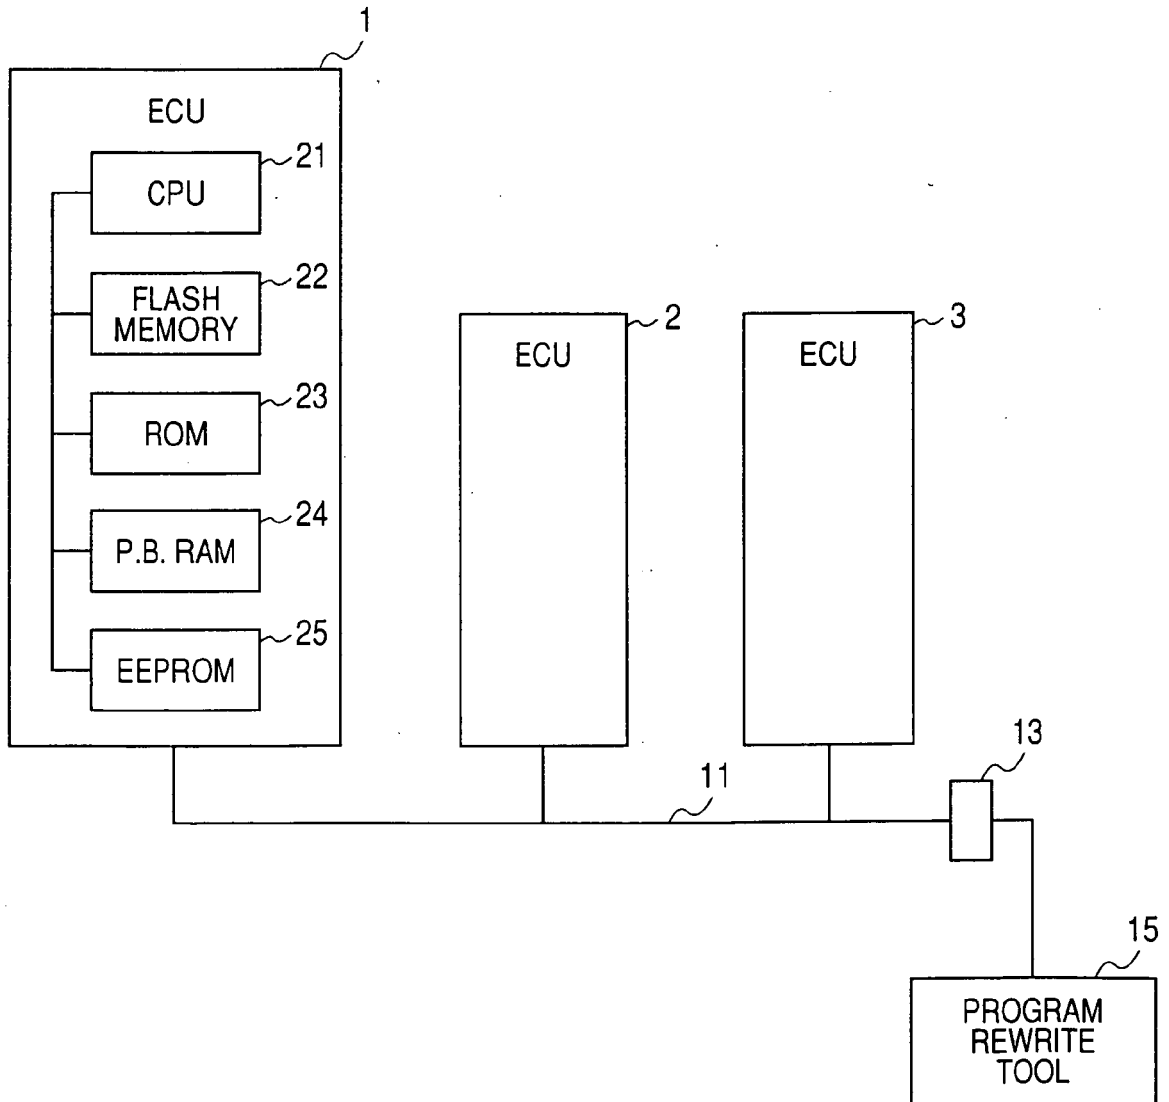 1
ECU
21
CPU
22
FLASH
MEMORY
23
ROM
24
P.B. RAM
25
EEPROM
2
ECU
3
ECU
11
13
15
PROGRAM
REWRITE
TOOL